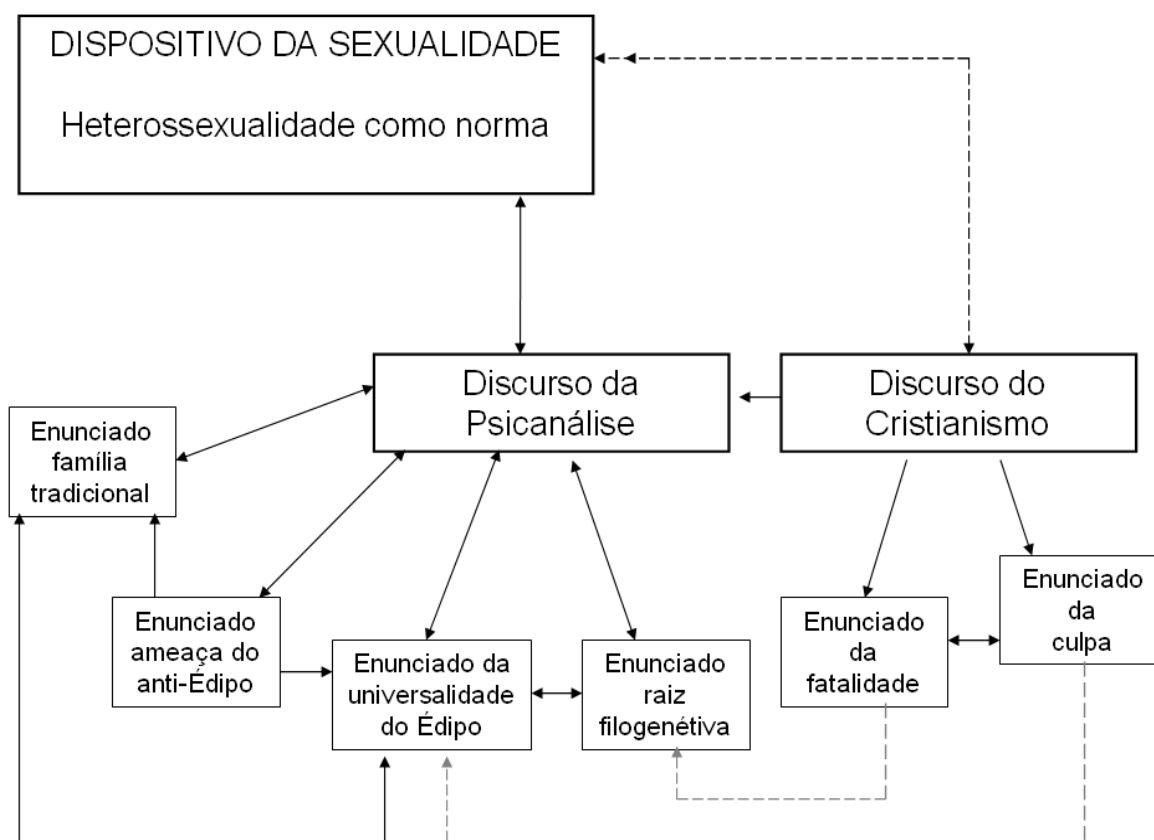 DISPOSITIVO DA SEXUALIDADE
Heterossexualidade como norma
Discurso da
Psicanálise
Discurso do
Cristianismo
Enunciado
família
tradicional
Enunciado
ameaça do
anti-Édipo
Enunciado da
universalidade
do Édipo
Enunciado
raiz
filogenétiva
Enunciado
da
fatalidade
Enunciado
da
culpa